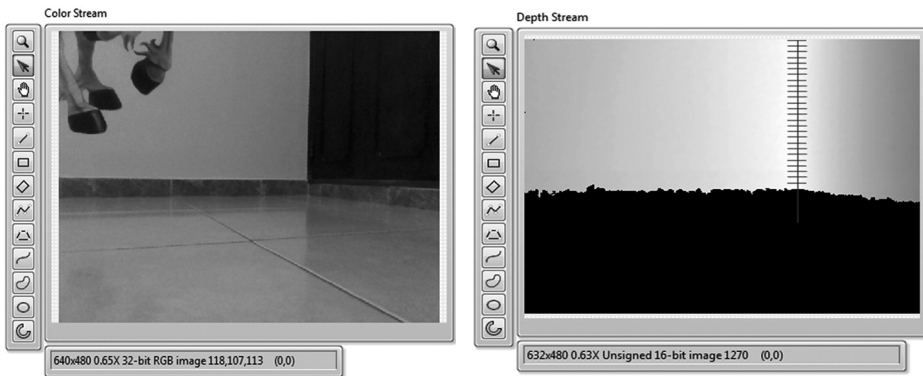 Color Stream
640x480 0.65X 32-bit RGB image 118,107,113 (0,0)
Depth Stream
632x480 0.63X Unsigned 16-bit image 1270 (0,0)